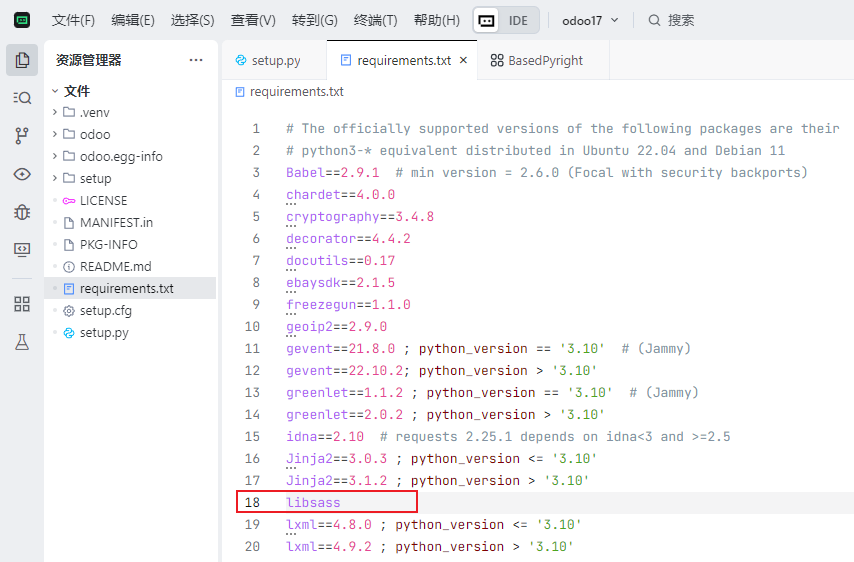 文件(F) 编辑(E) 选择(S) 查看(V) 转到(G) 终端(T) 帮助(H) IDE odoo17 搜索
资源管理器 ...
setup.py requirements.txt × BasedPyright
requirements.txt
文件
.venv
odoo
odoo.egg-info
setup
LICENSE
MANIFEST.in
PKG-INFO
README.md
requirements.txt
setup.cfg
setup.py
1 # The officially supported versions of the following packages are their
2 # python3-* equivalent distributed in Ubuntu 22.04 and Debian 11
3 Babel==2.9.1  # min version = 2.6.0 (Focal with security backports)
4 chardet==4.0.0
5 cryptography==3.4.8
6 decorator==4.4.2
7 docutils==0.17
8 ebaysdk==2.1.5
9 freezegun==1.1.0
10 geoip2==2.9.0
11 gevent==21.8.0 ; python_version == '3.10'  # (Jammy)
12 gevent==22.10.2; python_version > '3.10'
13 greenlet==1.1.2 ; python_version == '3.10'  # (Jammy)
14 greenlet==2.0.2 ; python_version > '3.10'
15 idna==2.10  # requests 2.25.1 depends on idna<3 and >=2.5
16 Jinja2==3.0.3 ; python_version <= '3.10'
17 Jinja2==3.1.2 ; python_version > '3.10'
18 libsass
19 lxml==4.8.0 ; python_version <= '3.10'
20 lxml==4.9.2 ; python_version > '3.10'